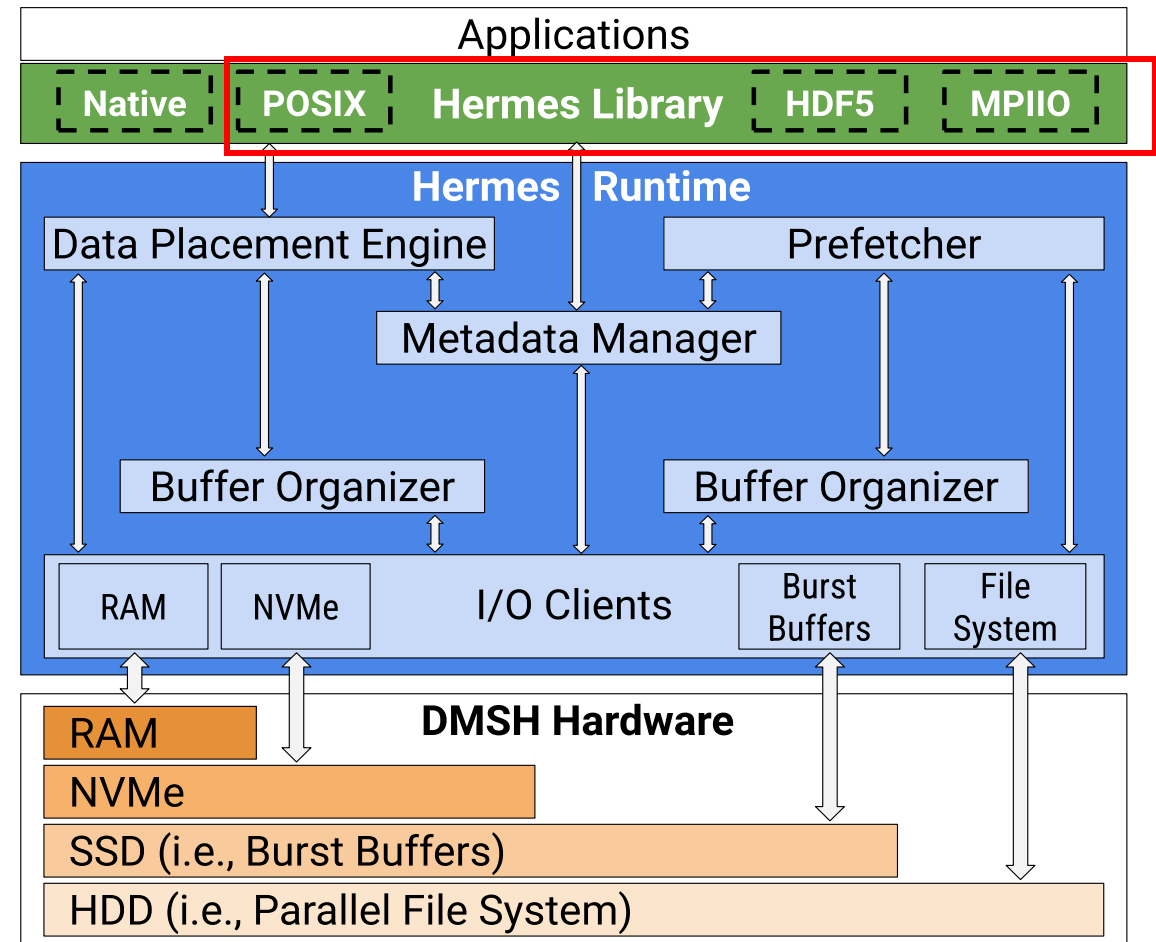 Applications
Native POSIX Hermes Library HDF5 MPIIO
Hermes Runtime
Data Placement Engine Prefetcher
Metadata Manager
Buffer Organizer Buffer Organizer
RAM NVMe I/O Clients Burst Buffers File System
DMSH Hardware
RAM
NVMe
SSD (i.e., Burst Buffers)
HDD (i.e., Parallel File System)